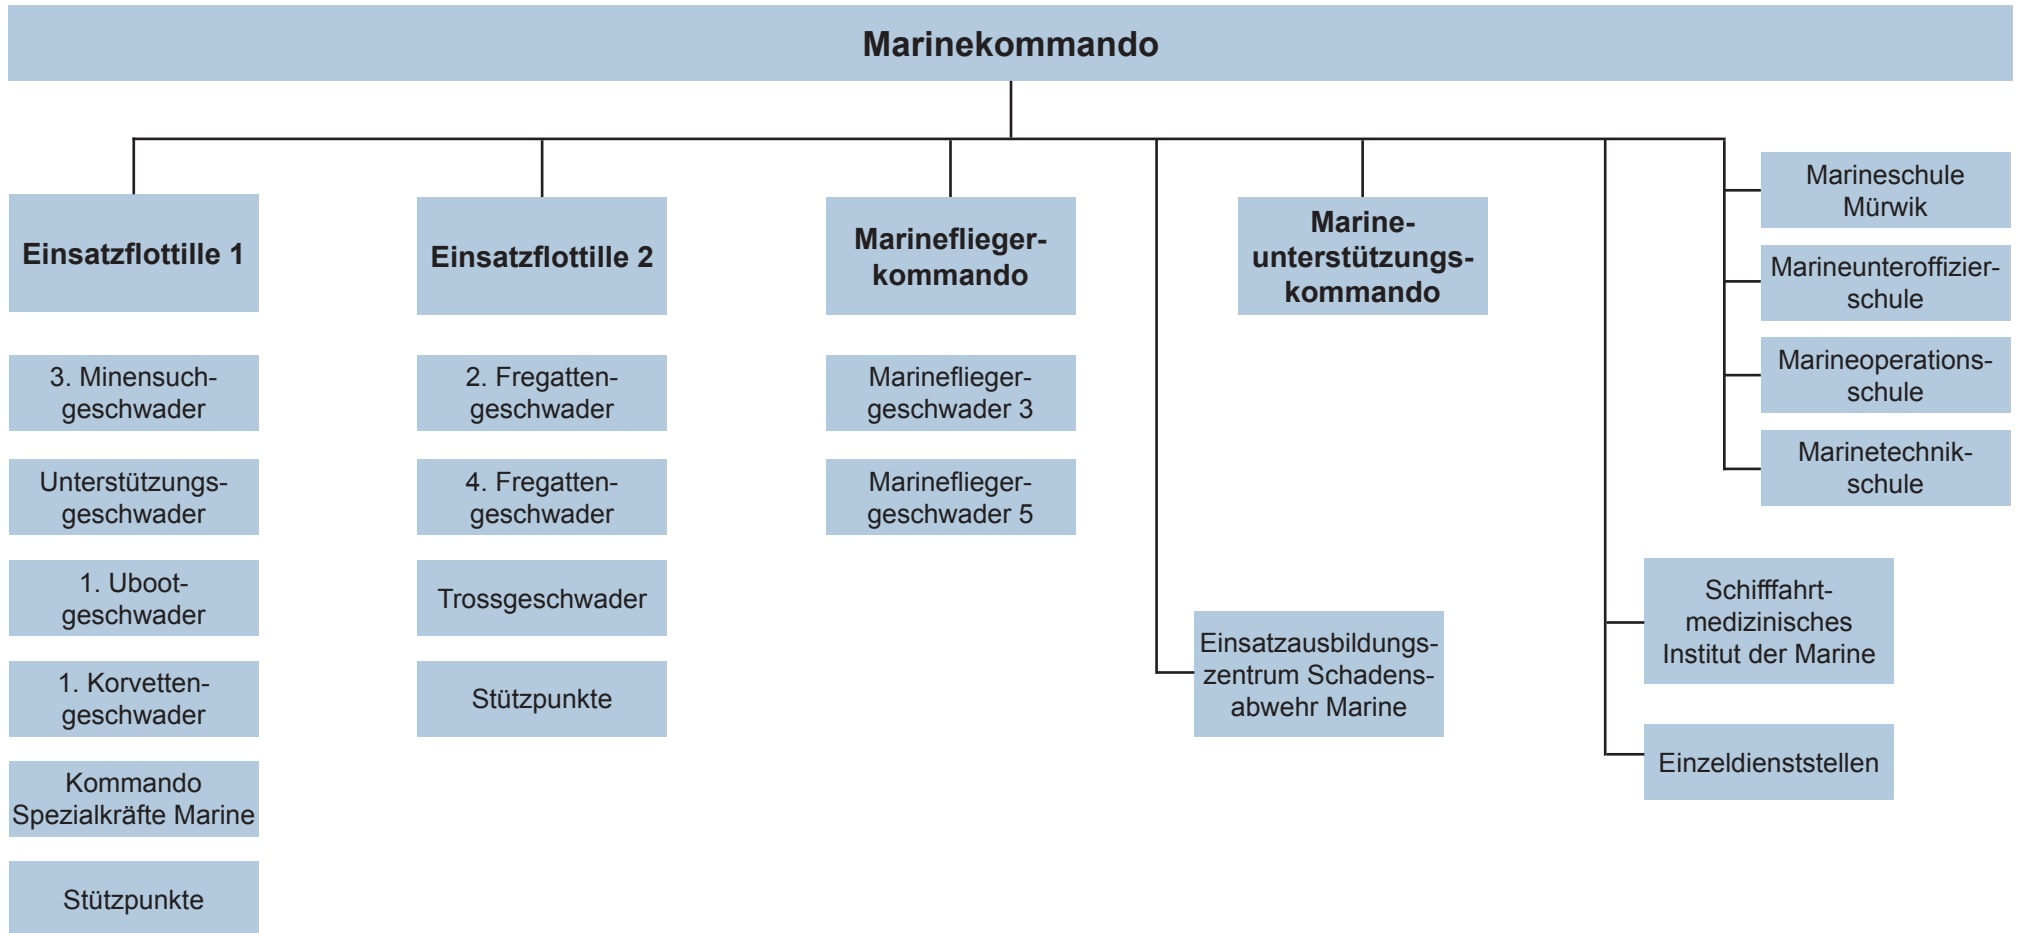 Marinekommando
Einsatzflottille 1
3. Minensuch-
geschwader
Unterstützungs-
geschwader
1. Uboot-
geschwader
1. Korvetten-
geschwader
Kommando
Spezialkräfte Marine
Stützpunkte
Einsatzflottille 2
2. Fregatten-
geschwader
4. Fregatten-
geschwader
Trossgeschwader
Stützpunkte
Marineflieger-
kommando
Marineflieger-
geschwader 3
Marineflieger-
geschwader 5
Marine-
unterstützungs-
kommando
Einsatzausbildungs-
zentrum Schadens-
abwehr Marine
Marineschule
Mürwik
Marineunteroffizier-
schule
Marineoperations-
schule
Marinetechnik-
schule
Schifffahrt-
medizinisches
Institut der Marine
Einzeldienststellen